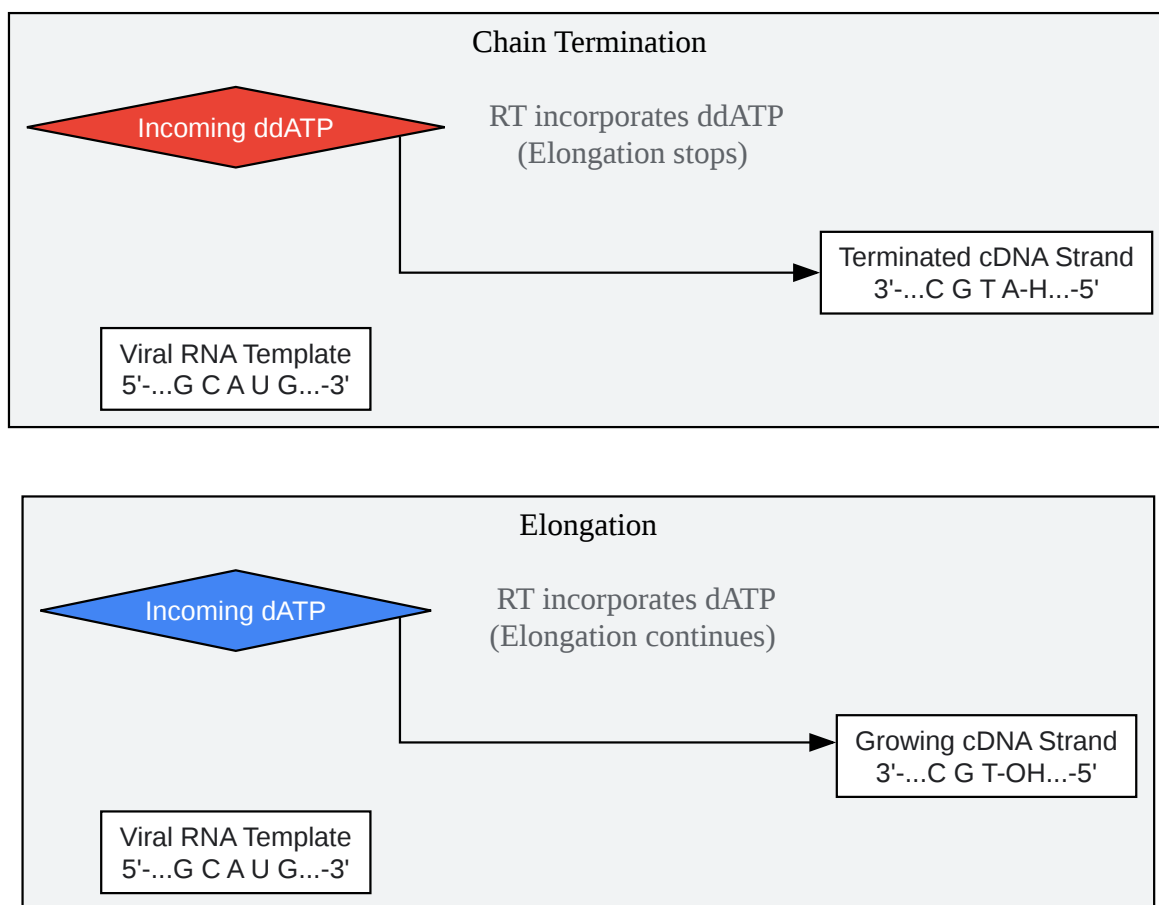 Chain Termination
Incoming ddATP
RT incorporates ddATP
(Elongation stops)
Terminated cDNA Strand
3'-...C G T A-H...-5'
Viral RNA Template
5'-...G C A U G...-3'
Elongation
Incoming dATP
RT incorporates dATP
(Elongation continues)
Growing cDNA Strand
3'-...C G T-OH...-5'
Viral RNA Template
5'-...G C A U G...-3'